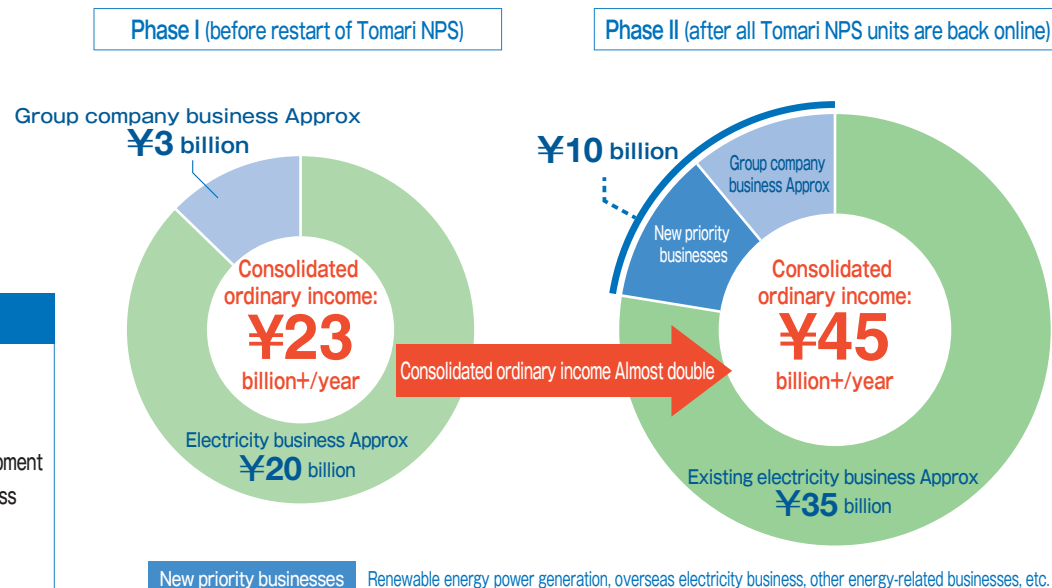 Phase I (before restart of Tomari NPS)
Phase II (after all Tomari NPS units are back online)
Group company business Approx
¥3 billion
Consolidated
ordinary income:
¥23
billion+/year
Electricity business Approx
¥20 billion
Consolidated ordinary income Almost double
¥10 billion
Group company
business Approx
New priority
businesses
Consolidated
ordinary income:
¥45
billion+/year
Existing electricity business Approx
¥35 billion
New priority businesses
Renewable energy power generation, overseas electricity business, other energy-related businesses, etc